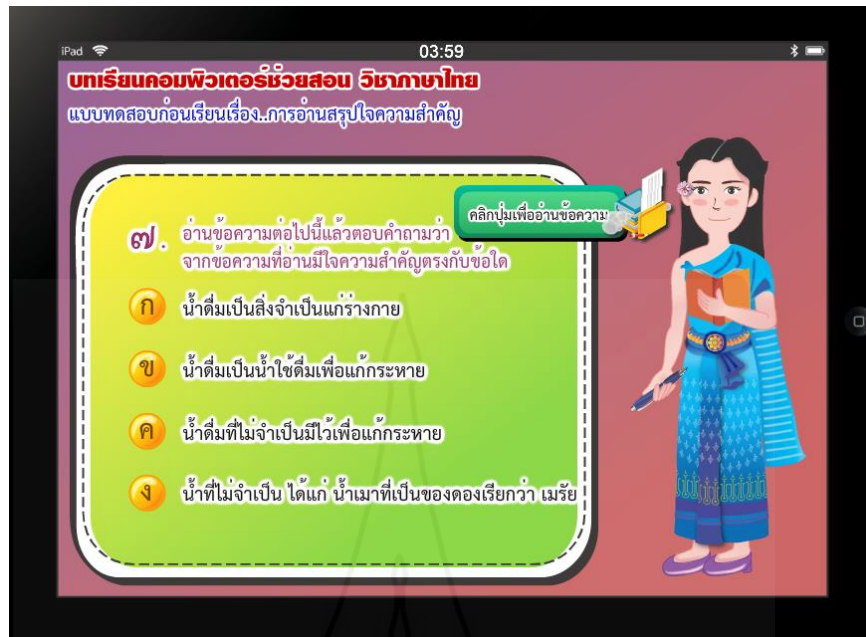 iPad 03:59
บทเรียนคอมพิวเตอร์ช่วยสอน วิชาภาษาไทย
แบบทดสอบก่อนเรียนเรื่อง..การอ่านสรุปใจความสำคัญ
คลิกปุ่มเพื่ออ่านข้อความ
๗. อ่านข้อความต่อไปนี้แล้วตอบคำถามว่า
จากข้อความที่อ่านมีใจความสำคัญตรงกับข้อใด
ก น้ำดื่มเป็นสิ่งจำเป็นแก่ร่างกาย
ข น้ำดื่มเป็นน้ำใช้ดื่มเพื่อแก้กระหาย
ค น้ำดื่มที่ไม่จำเป็นมีไว้เพื่อแก้กระหาย
ง น้ำที่ไม่จำเป็น ได้แก่ น้ำเมาที่เป็นของดองเรียกว่า เมรัย